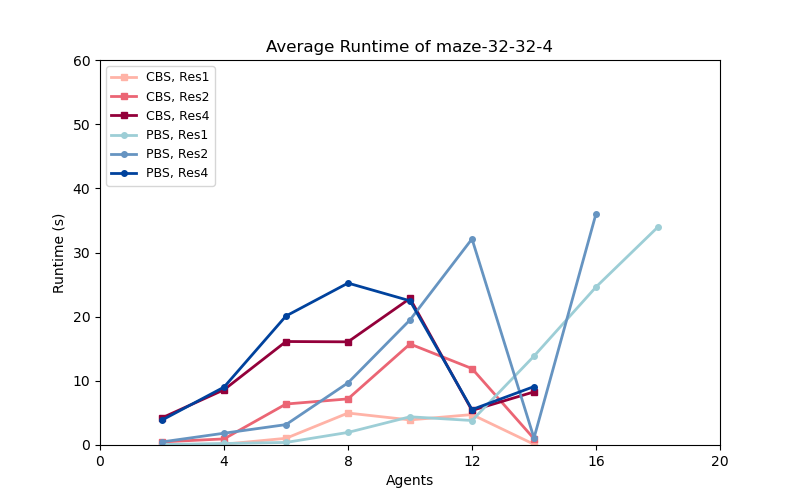 Average Runtime of maze-32-32-4
60
50
40
30
20
10
0
Runtime (s)
CBS, Res1
CBS, Res2
CBS, Res4
PBS, Res1
PBS, Res2
PBS, Res4
0 4 8 12 16 20
Agents